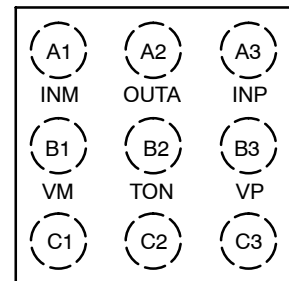 A1 A2 A3
INM OUTA INP
B1 B2 B3
VM TON VP
C1 C2 C3